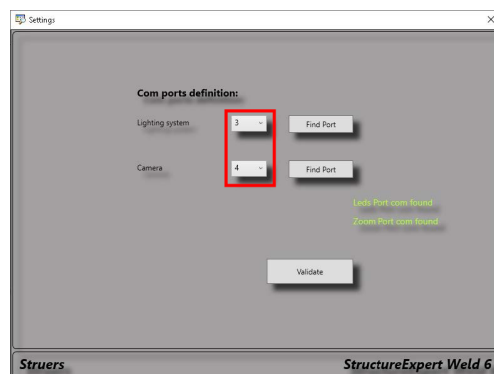 Settings
Com ports definition:
Lighting system 3 Find Port
Camera 4 Find Port
Leds Port com found
Zoom Port com found
Validate
Struers StructureExpert Weld 6